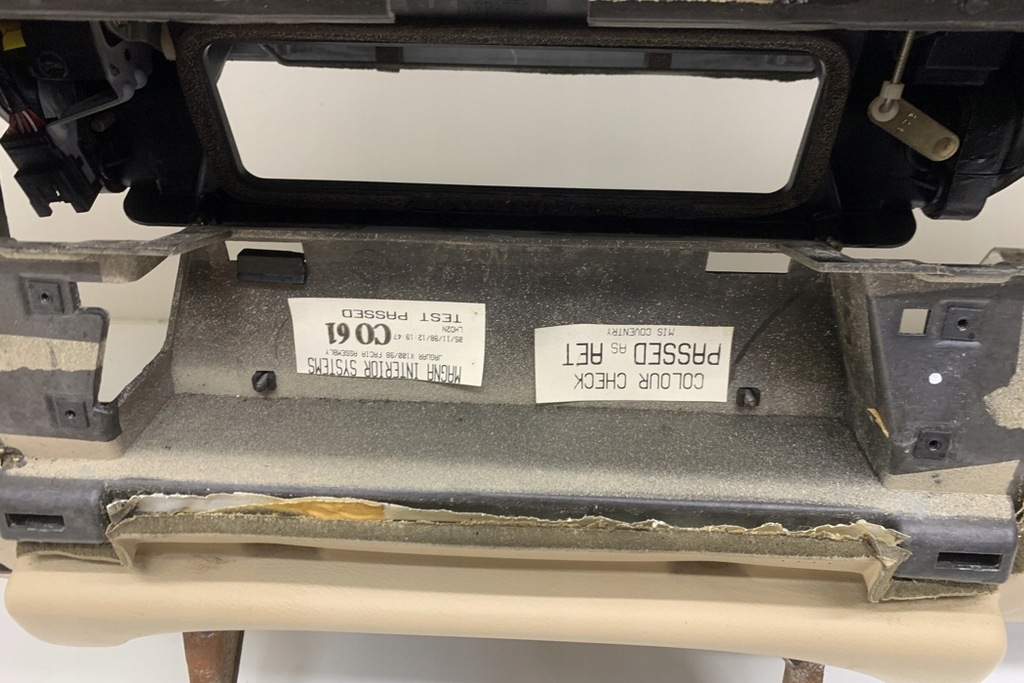 MAGNA INTERIOR SYSTEMS
JAGUAR X100/98 FACIA ASSEMBLY
05/11/98/12:19:47 CO 61
LHC2N
TEST PASSED
COLOUR CHECK
PASSED AS AET
MIS COVENTRY